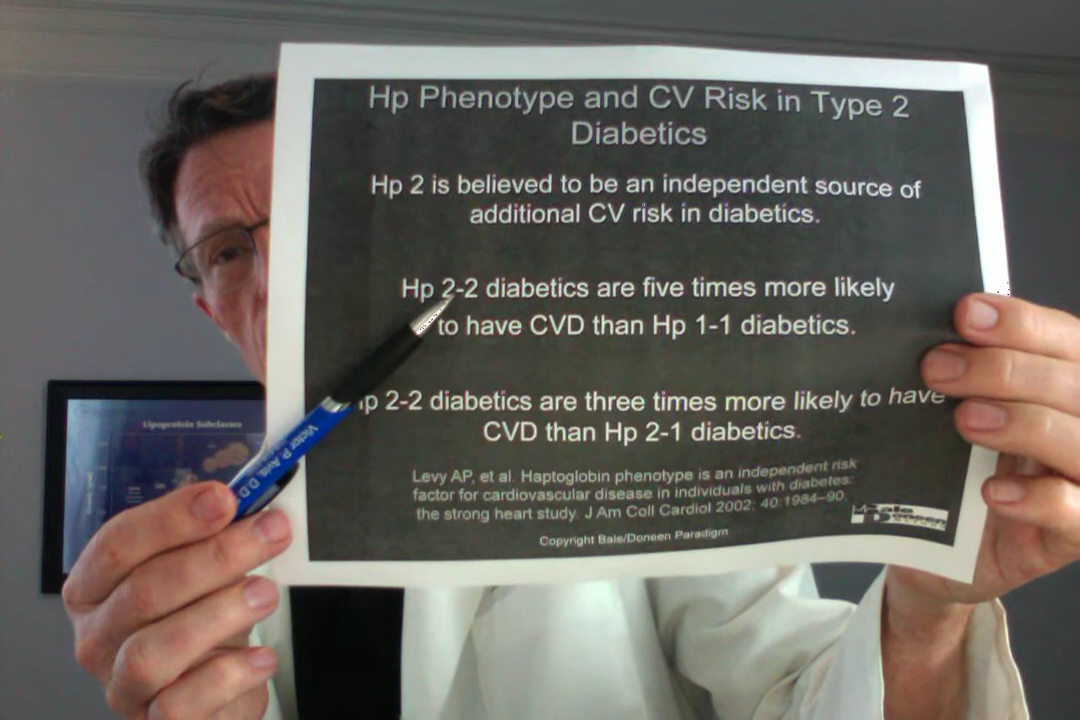 Hp Phenotype and CV Risk in Type 2
Diabetics
Hp 2 is believed to be an independent source of
additional CV risk in diabetics.
Hp 2-2 diabetics are five times more likely
to have CVD than Hp 1-1 diabetics.
p 2-2 diabetics are three times more likely to have
CVD than Hp 2-1 diabetics.
Levy AP, et al. Haptoglobin phenotype is an independent risk
factor for cardiovascular disease in individuals with diabetes:
the strong heart study. J Am Coll Cardiol 2002; 40:1984–90.
Bale
Doneen
Copyright Bale/Doneen Paradigm
Lipoprotein Subclasses
Victor P. D.D